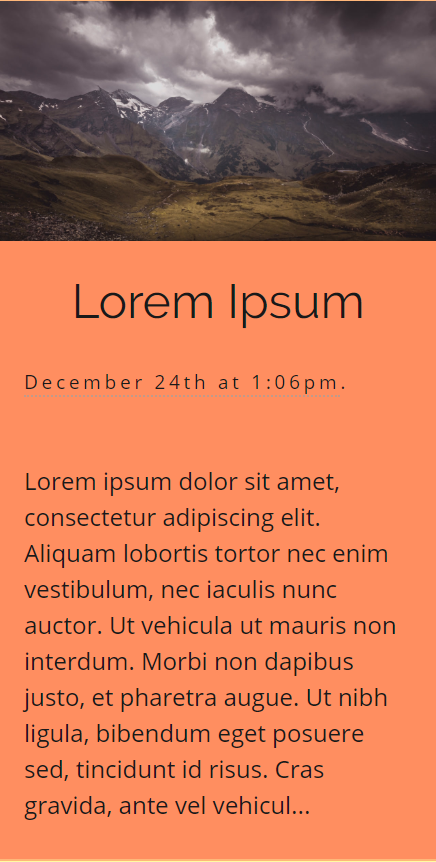 Lorem Ipsum
December 24th at 1:06pm.
Lorem ipsum dolor sit amet,
consectetur adipiscing elit.
Aliquam lobortis tortor nec enim
vestibulum, nec iaculis nunc
auctor. Ut vehicula ut mauris non
interdum. Morbi non dapibus
justo, et pharetra augue. Ut nibh
ligula, bibendum eget posuere
sed, tincidunt id risus. Cras
gravida, ante vel vehicul...